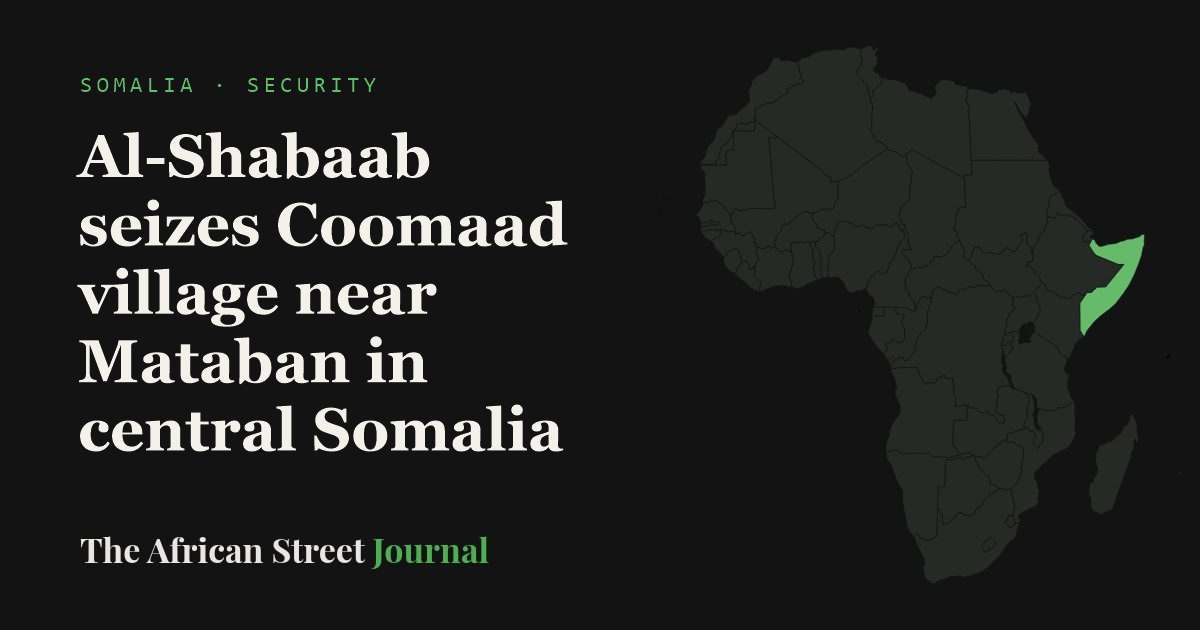 SOMALIA · SECURITY
Al-Shabaab
seizes Coomaad
village near
Mataban in
central Somalia
The African Street Journal